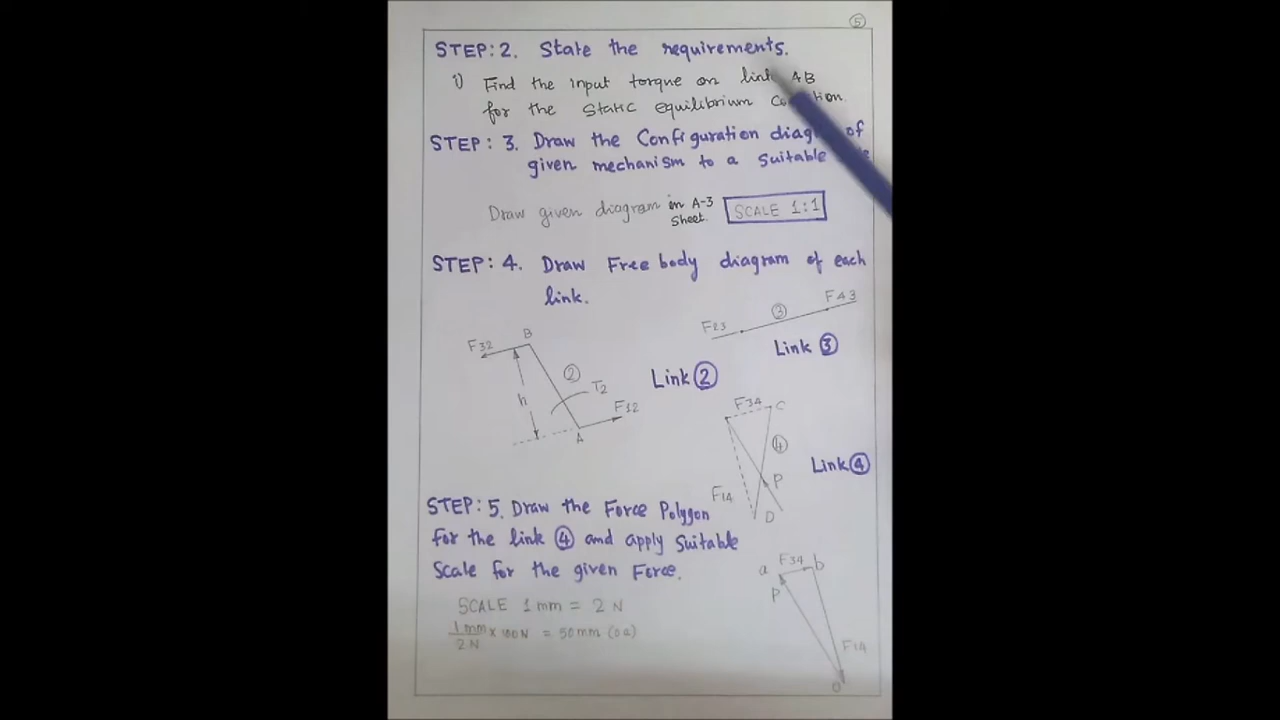 5
STEP: 2. State the requirements.
i) Find the input torque on link AB
for the static equilibrium
STEP: 3. Draw the Configuration of
given mechanism to a suitable
Draw given diagram in A-3
Sheet.
SCALE 1:1
STEP: 4. Draw Free body diagram of each
link.
F23 3 F43
Link 3
F32 B
2
h
T2
F12
A
Link 2
F34 C
4
P
F14
D
Link 4
STEP: 5. Draw the Force Polygon
for the link 4 and apply suitable
Scale for the given Force.
SCALE 1 mm = 2 N
1 mm/2 N × 100 N = 50 mm (oa)
a F34 b
P
F14
O